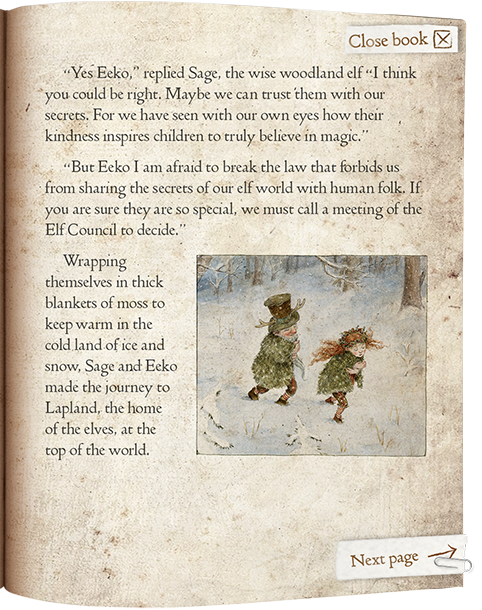 Close book
“Yes Eeko,” replied Sage, the wise woodland elf “I think
you could be right. Maybe we can trust them with our
secrets. For we have seen with our own eyes how their
kindness inspires children to truly believe in magic.”
“But Eeko I am afraid to break the law that forbids us
from sharing the secrets of our elf world with human folk. If
you are sure they are so special, we must call a meeting of the
Elf Council to decide.”
Wrapping
themselves in thick
blankets of moss to
keep warm in the
cold land of ice and
snow, Sage and Eeko
made the journey to
Lapland, the home
of the elves, at the
top of the world.
Next page